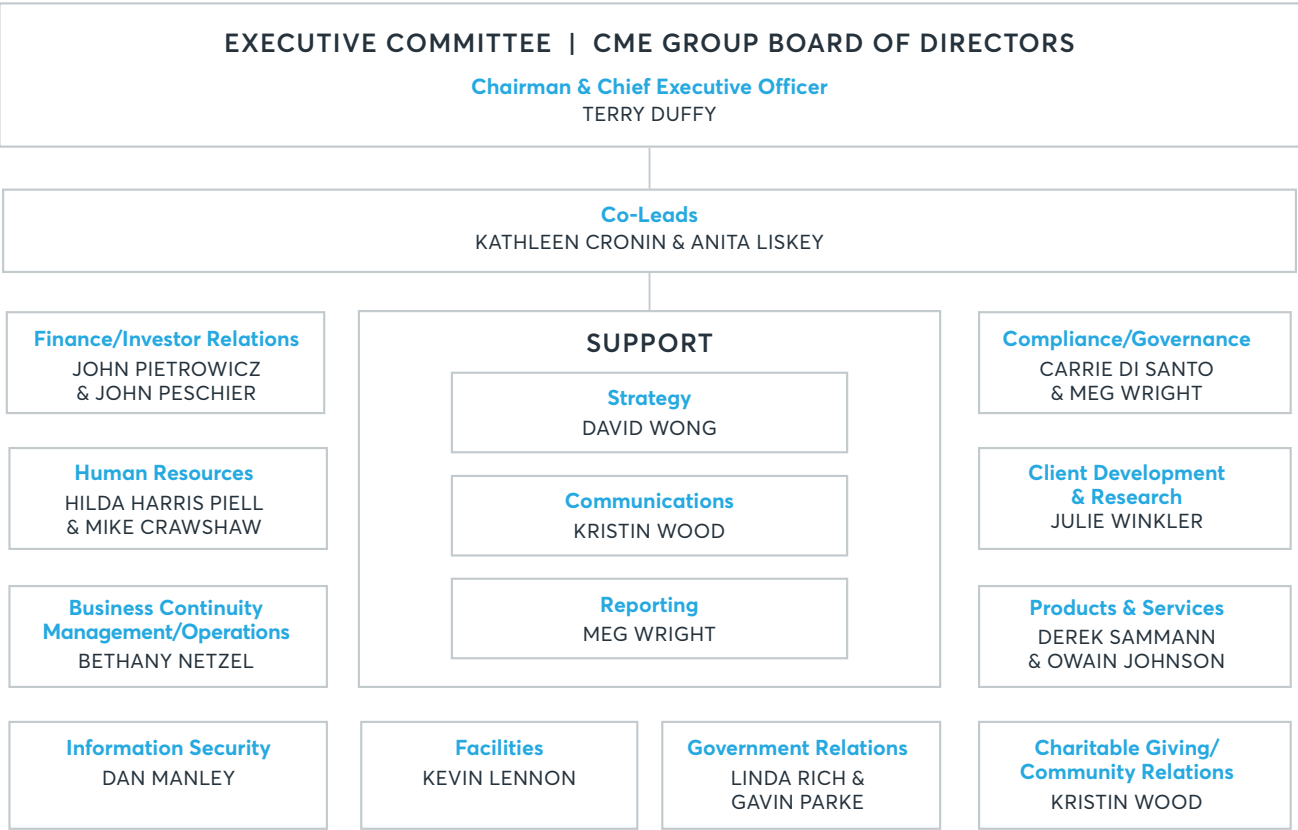 EXECUTIVE COMMITTEE | CME GROUP BOARD OF DIRECTORS
Chairman & Chief Executive Officer
TERRY DUFFY
Co-Leads
KATHLEEN CRONIN & ANITA LISKEY
Finance/Investor Relations
JOHN PIETROWICZ
& JOHN PESCHIER
Human Resources
HILDA HARRIS PIELL
& MIKE CRAWSHAW
Business Continuity
Management/Operations
BETHANY NETZEL
SUPPORT
Strategy
DAVID WONG
Communications
KRISTIN WOOD
Reporting
MEG WRIGHT
Compliance/Governance
CARRIE DI SANTO
& MEG WRIGHT
Client Development
& Research
JULIE WINKLER
Products & Services
DEREK SAMMANN
& OWAIN JOHNSON
Information Security
DAN MANLEY
Facilities
KEVIN LENNON
Government Relations
LINDA RICH &
GAVIN PARKE
Charitable Giving/
Community Relations
KRISTIN WOOD